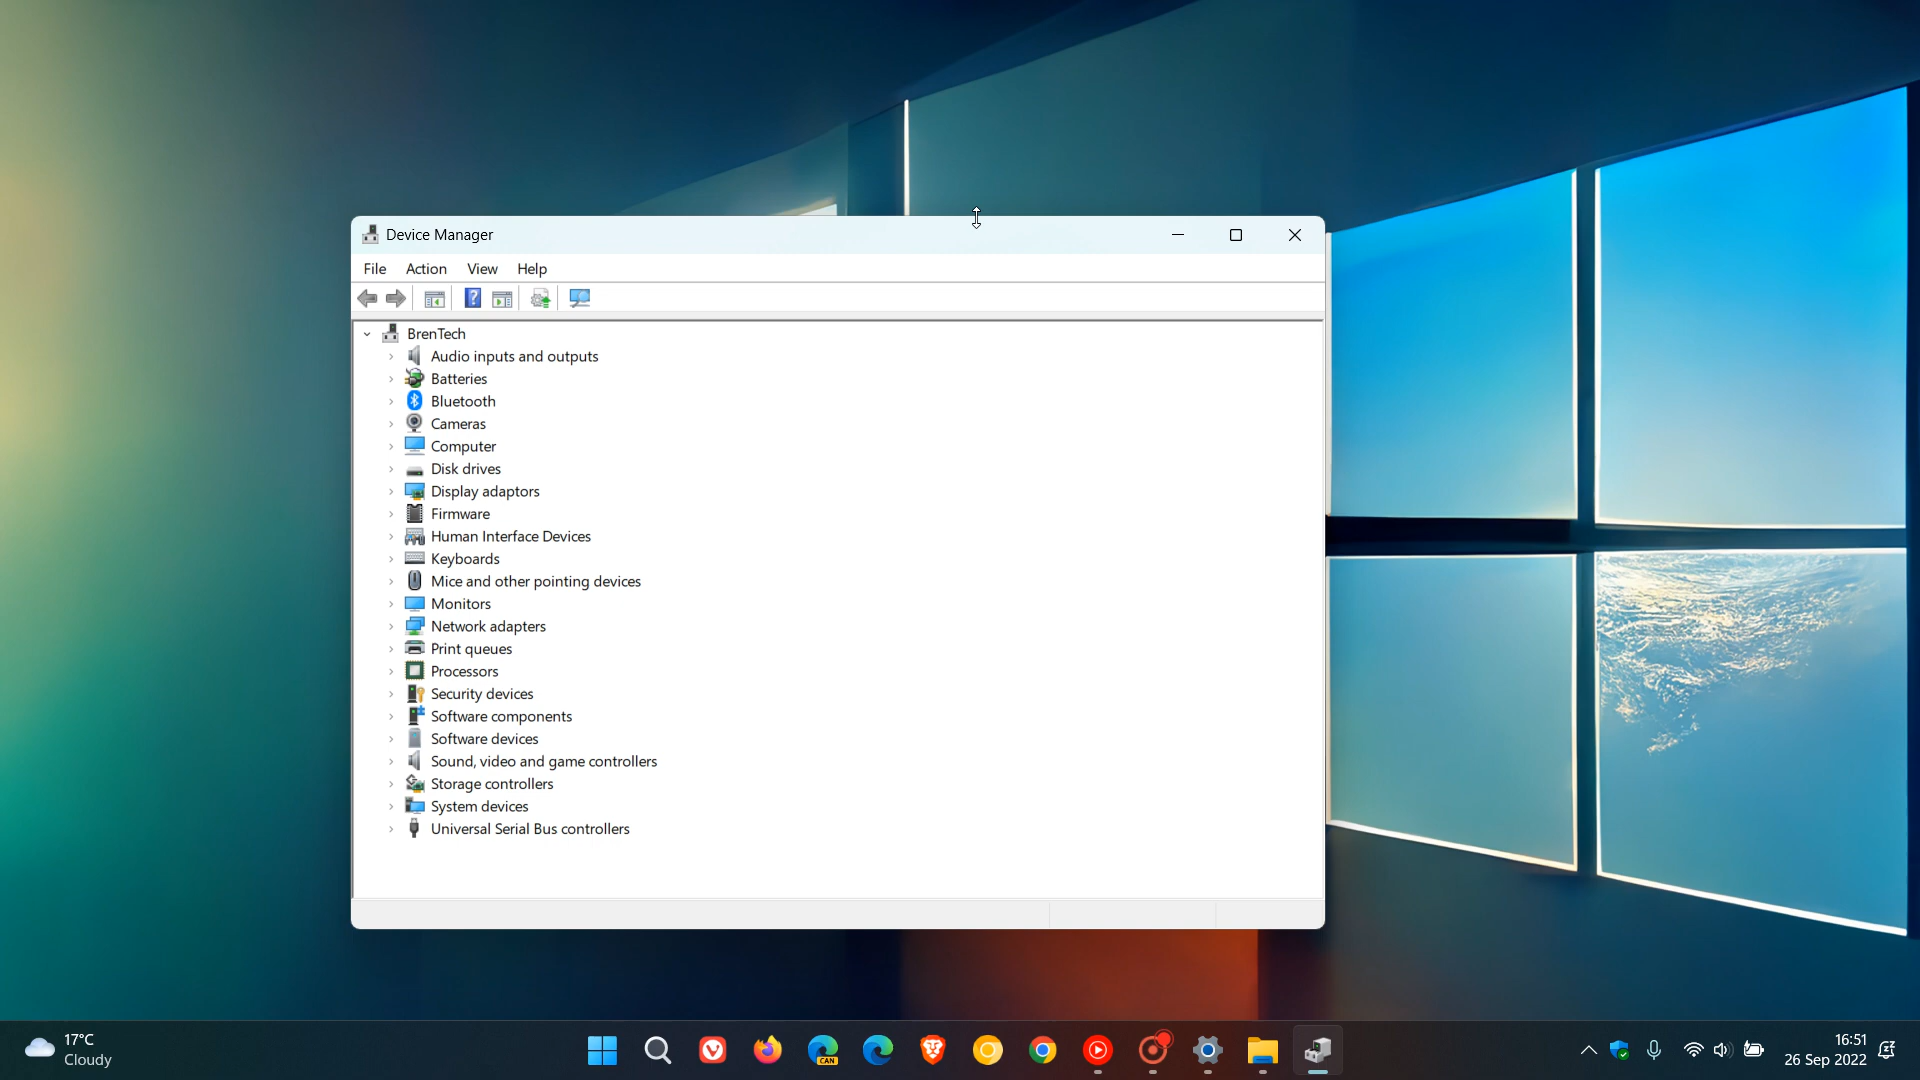 Device Manager
File Action View Help
BrenTech
Audio inputs and outputs
Batteries
Bluetooth
Cameras
Computer
Disk drives
Display adaptors
Firmware
Human Interface Devices
Keyboards
Mice and other pointing devices
Monitors
Network adapters
Print queues
Processors
Security devices
Software components
Software devices
Sound, video and game controllers
Storage controllers
System devices
Universal Serial Bus controllers
17°C
Cloudy
CAN
16:51
26 Sep 2022